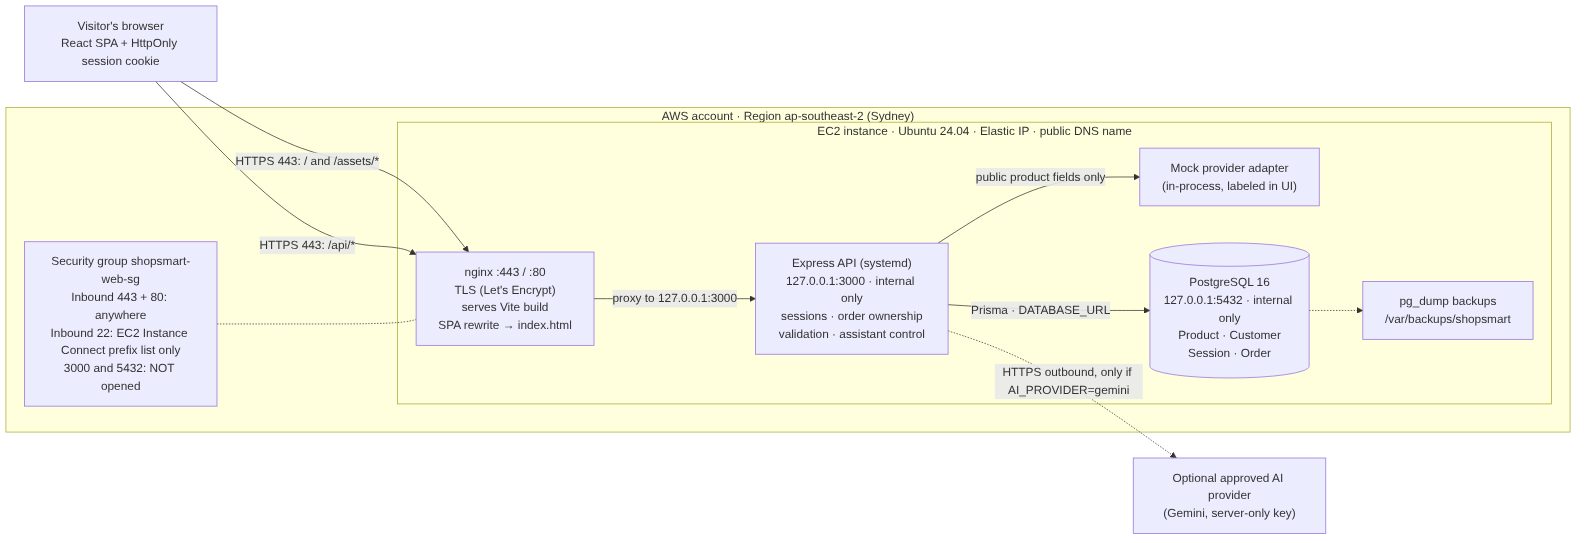 Visitor's browser
React SPA + HttpOnly
session cookie
AWS account · Region ap-southeast-2 (Sydney)
EC2 instance · Ubuntu 24.04 · Elastic IP · public DNS name
HTTPS 443: / and /assets/*
HTTPS 443: /api/*
Security group shopsmart-
web-sg
Inbound 443 + 80:
anywhere
Inbound 22: EC2 Instance
Connect prefix list only
3000 and 5432: NOT
opened
nginx :443 / :80
TLS (Let's Encrypt)
serves Vite build
SPA rewrite → index.html
proxy to 127.0.0.1:3000
Express API (systemd)
127.0.0.1:3000 · internal
only
sessions · order ownership
validation · assistant control
public product fields only
Mock provider adapter
(in-process, labeled in UI)
Prisma · DATABASE_URL
PostgreSQL 16
127.0.0.1:5432 · internal
only
Product · Customer
Session · Order
pg_dump backups
/var/backups/shopsmart
HTTPS outbound, only if
AI_PROVIDER=gemini
Optional approved AI
provider
(Gemini, server-only key)